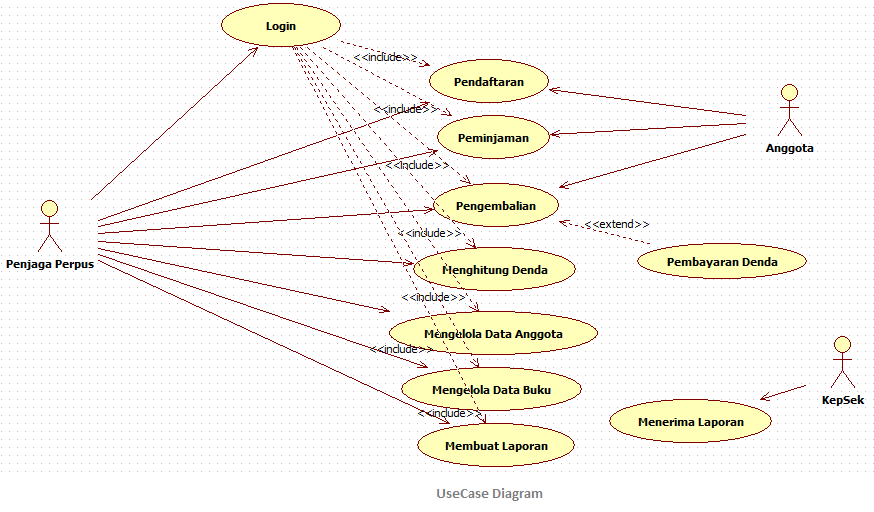 Login
<<include>>
Pendaftaran
<<include>>
Peminjaman
Anggota
<<include>>
Pengembalian
<<extend>>
<<include>>
Penjaga Perpus
Pembayaran Denda
Menghitung Denda
<<include>>
Mengelola Data Anggota
<<include>>
Mengelola Data Buku
KepSek
<<include>>
Menerima Laporan
Membuat Laporan
UseCase Diagram